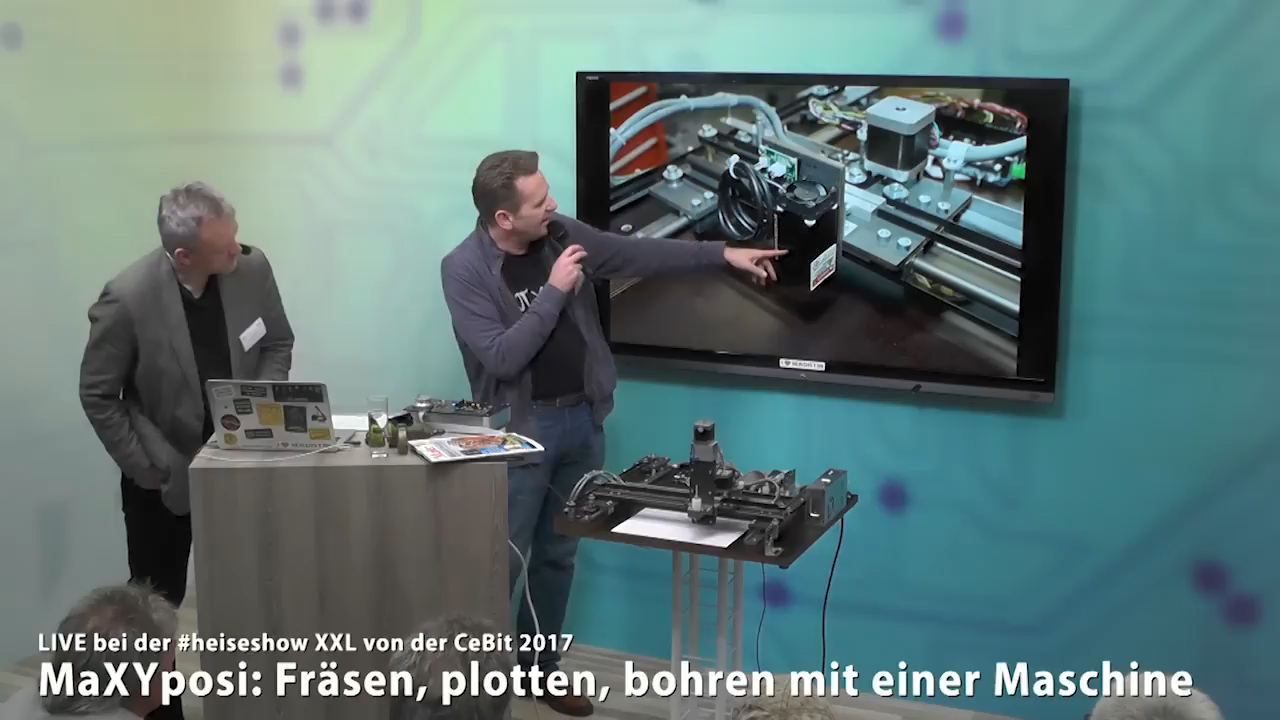 LIVE bei der #heiseshow XXL von der CeBit 2017
MaXYposi: Fräsen, plotten, bohren mit einer Maschine